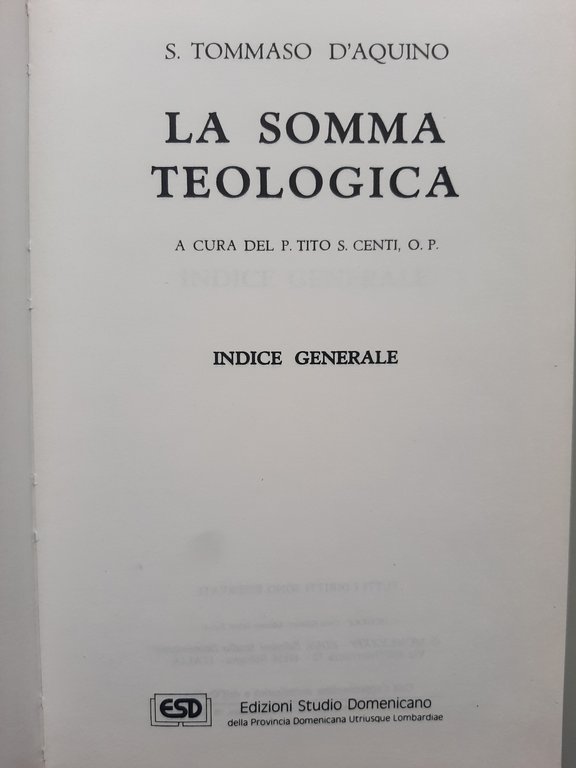 S. TOMMASO D'AQUINO
LA SOMMA
TEOLOGICA
A CURA DEL P. TITO S. CENTI, O. P.
INDICE GENERALE
ESD
Edizioni Studio Domenicano
della Provincia Domenicana Utriusque Lombardiae